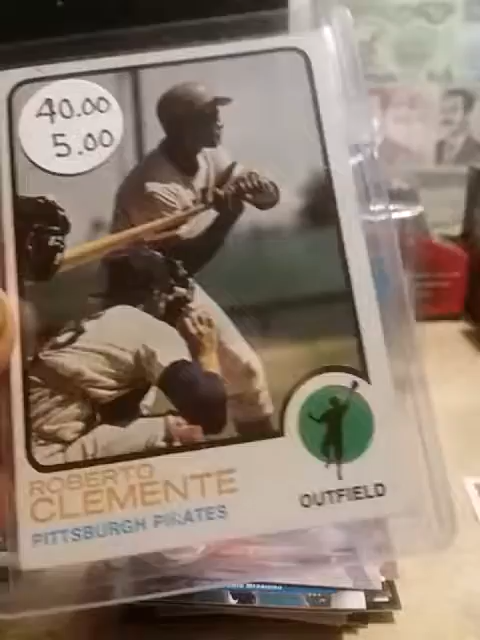 40.00
5.00
ROBERTO
CLEMENTE
PITTSBURGH PIRATES
OUTFIELD